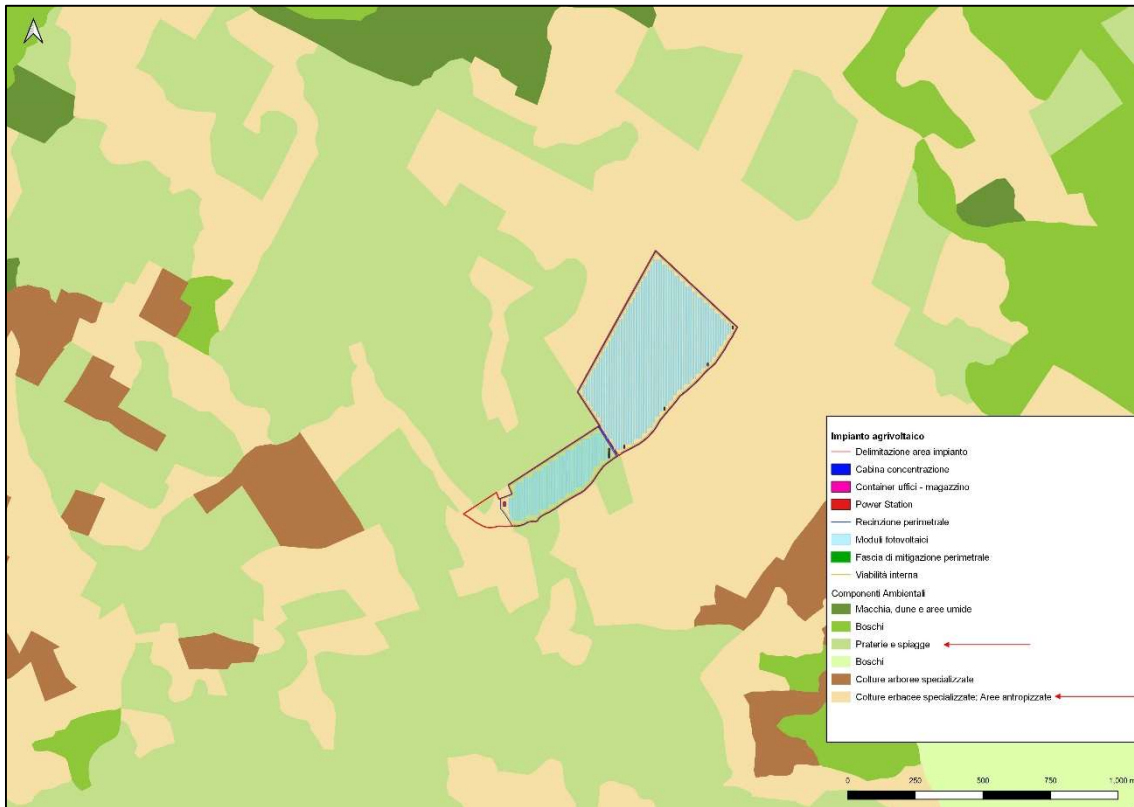 Impianto agrivoltaico
Delimitazione area impianto
Cabina concentrazione
Container uffici - magazzino
Power Station
Recinzione perimetrale
Moduli fotovoltaici
Fascia di mitigazione perimetrale
Viabilità interna
Componenti Ambientali
Macchia, dune e aree umide
Boschi
Praterie e spiagge
Boschi
Colture arboree specializzate
Colture erbacee specializzate; Aree antropizzate
0 250 500 750 1.000 m